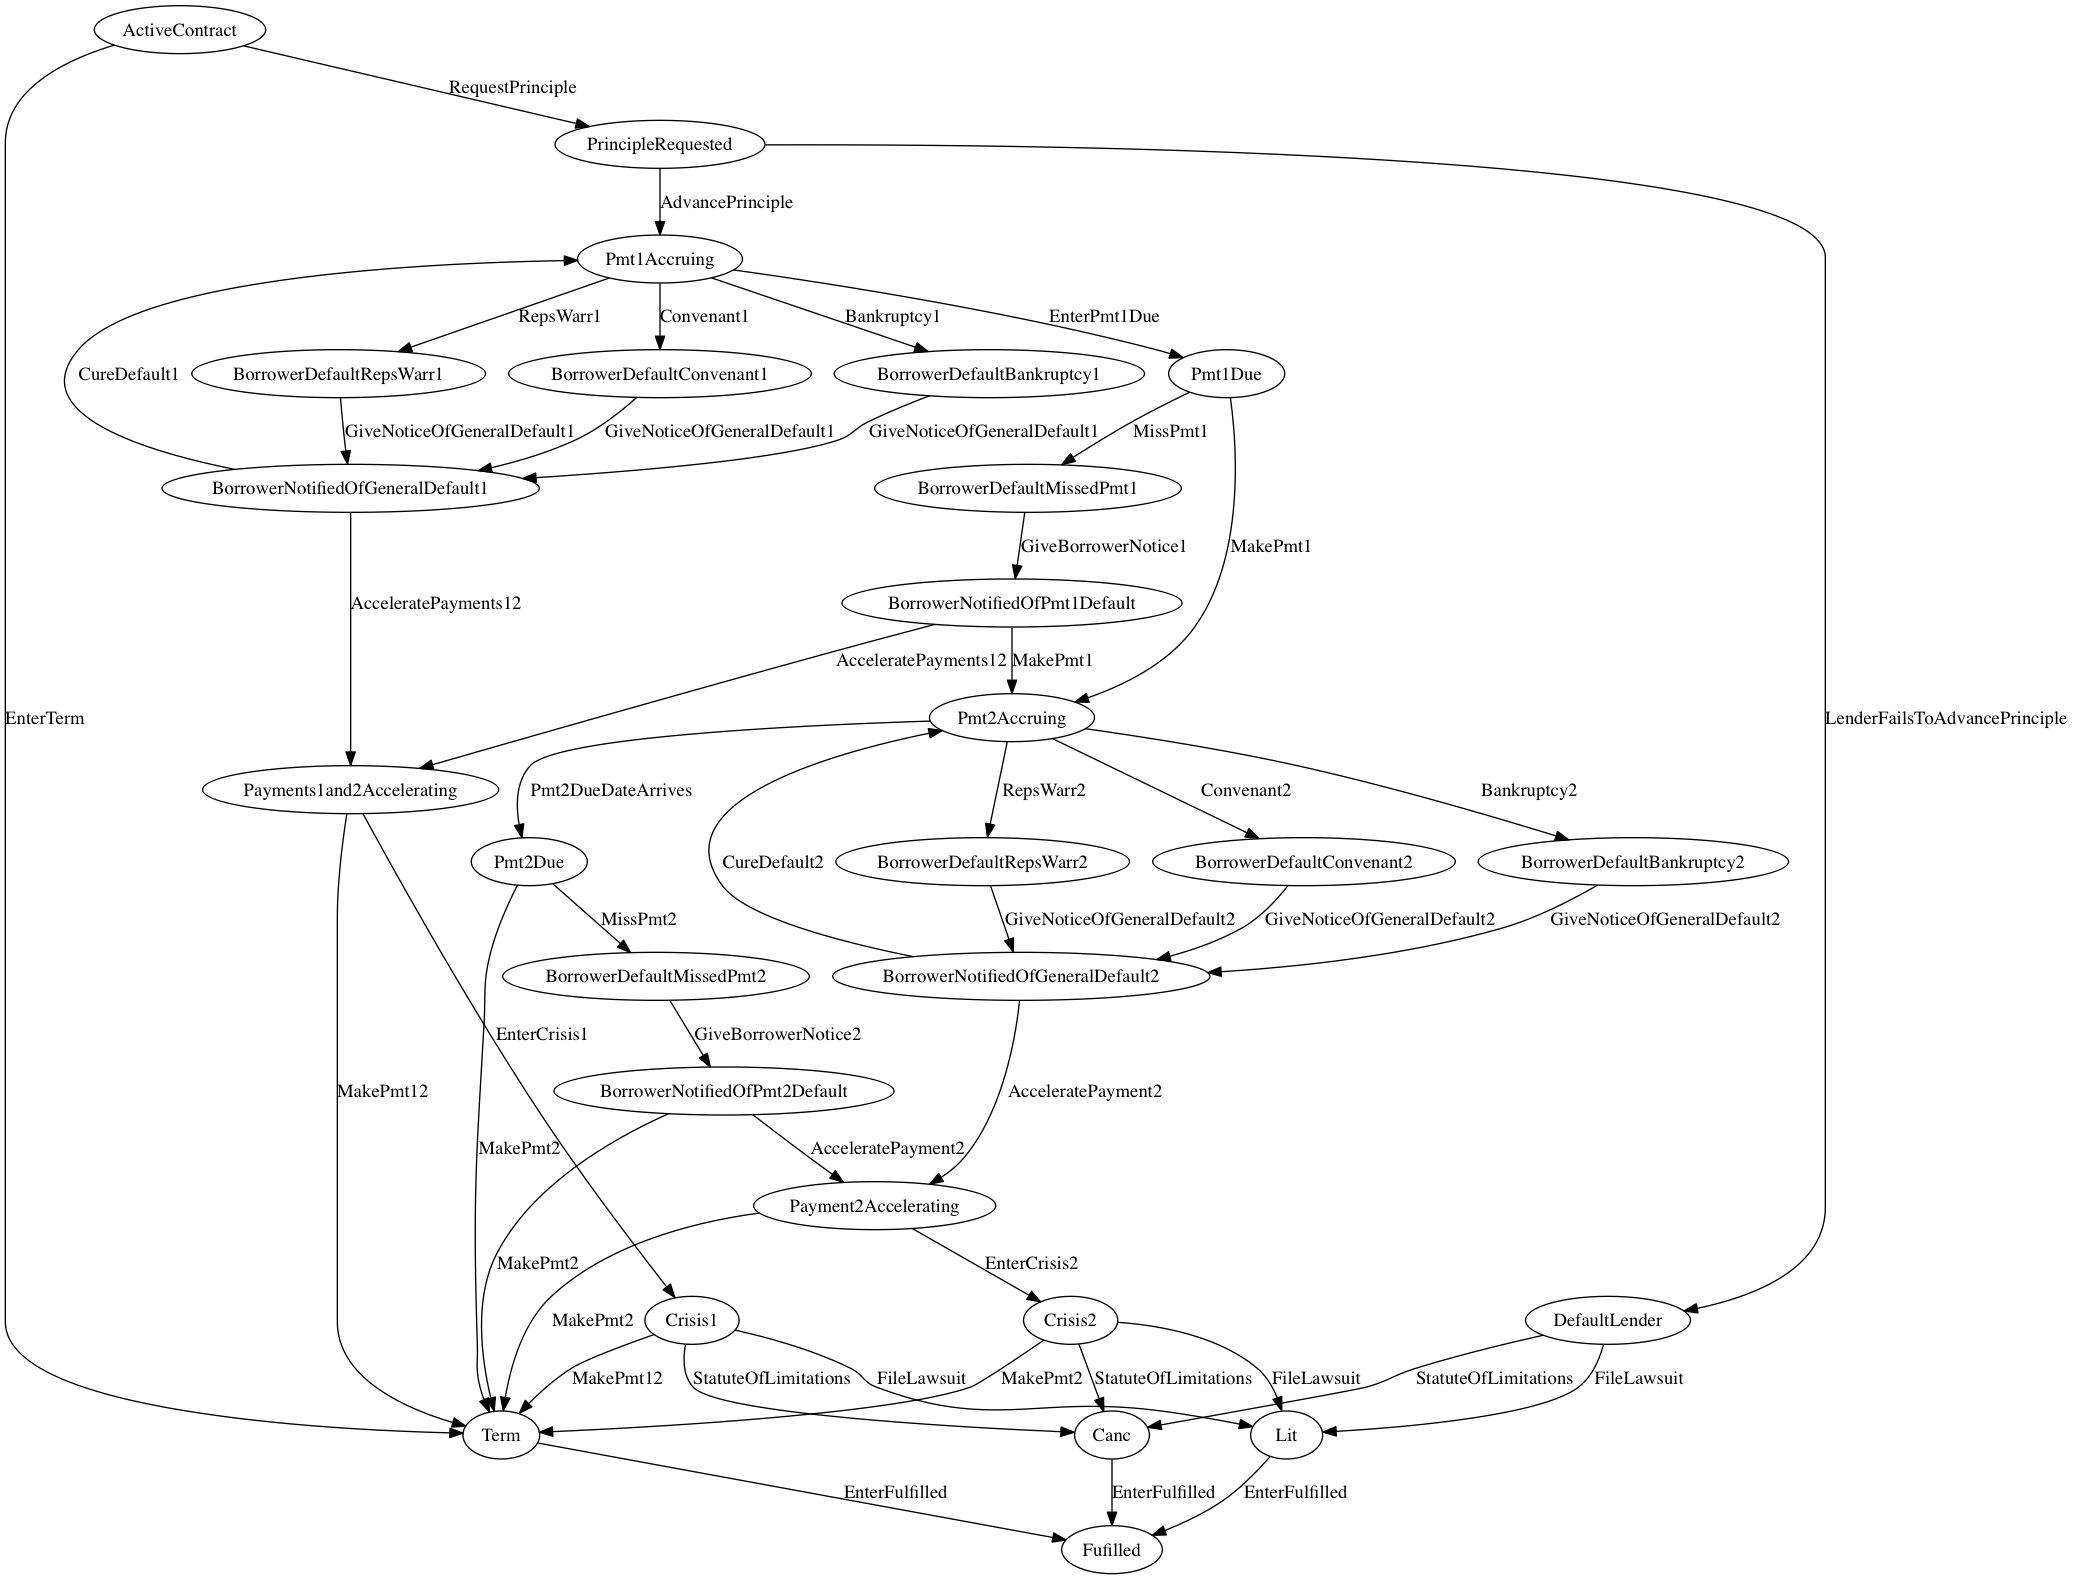 ActiveContract
RequestPrinciple
PrincipleRequested
AdvancePrinciple
Pmt1Accruing
RepsWarr1
Convenant1
Bankruptcy1
EnterPmt1Due
CureDefault1
BorrowerDefaultRepsWarr1
BorrowerDefaultConvenant1
BorrowerDefaultBankruptcy1
Pmt1Due
GiveNoticeOfGeneralDefault1
GiveNoticeOfGeneralDefault1
GiveNoticeOfGeneralDefault1
MissPmt1
BorrowerNotifiedOfGeneralDefault1
BorrowerDefaultMissedPmt1
GiveBorrowerNotice1
MakePmt1
AcceleratePayments12
BorrowerNotifiedOfPmt1Default
AcceleratePayments12
MakePmt1
EnterTerm
Pmt2Accruing
LenderFailsToAdvancePrinciple
Payments1and2Accelerating
Pmt2DueDateArrives
RepsWarr2
Convenant2
Bankruptcy2
Pmt2Due
CureDefault2
BorrowerDefaultRepsWarr2
BorrowerDefaultConvenant2
BorrowerDefaultBankruptcy2
MissPmt2
GiveNoticeOfGeneralDefault2
GiveNoticeOfGeneralDefault2
GiveNoticeOfGeneralDefault2
BorrowerDefaultMissedPmt2
BorrowerNotifiedOfGeneralDefault2
EnterCrisis1
GiveBorrowerNotice2
MakePmt12
BorrowerNotifiedOfPmt2Default
AcceleratePayment2
MakePmt2
AcceleratePayment2
Payment2Accelerating
MakePmt2
EnterCrisis2
MakePmt2
Crisis1
Crisis2
DefaultLender
MakePmt12
StatuteOfLimitations
FileLawsuit
MakePmt2
StatuteOfLimitations
FileLawsuit
StatuteOfLimitations
FileLawsuit
Term
Canc
Lit
EnterFulfilled
EnterFulfilled
EnterFulfilled
Fufilled